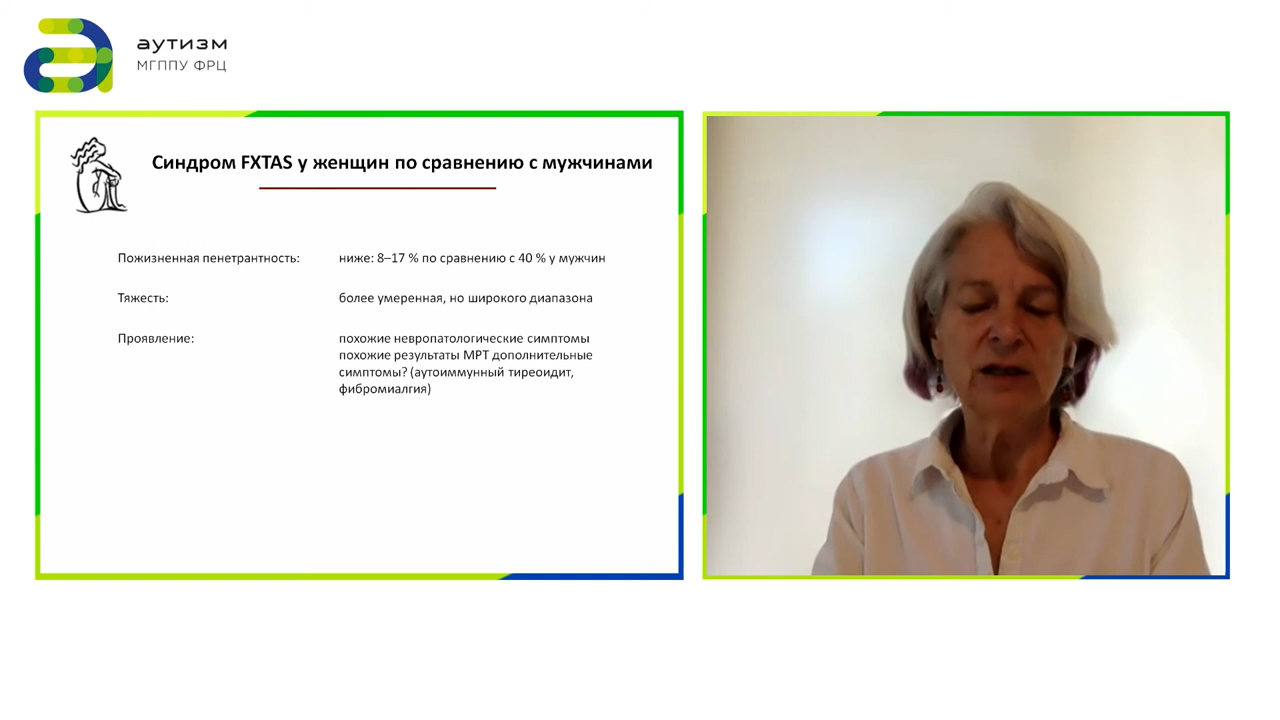 аутизм
МГППУ ФРЦ
Синдром FXTAS у женщин по сравнению с мужчинами
Пожизненная пенетрантность: ниже: 8–17 % по сравнению с 40 % у мужчин
Тяжесть: более умеренная, но широкого диапазона
Проявление: похожие невропатологические симптомы
похожие результаты МРТ дополнительные
симптомы? (аутоиммунный тиреоидит,
фибромиалгия)